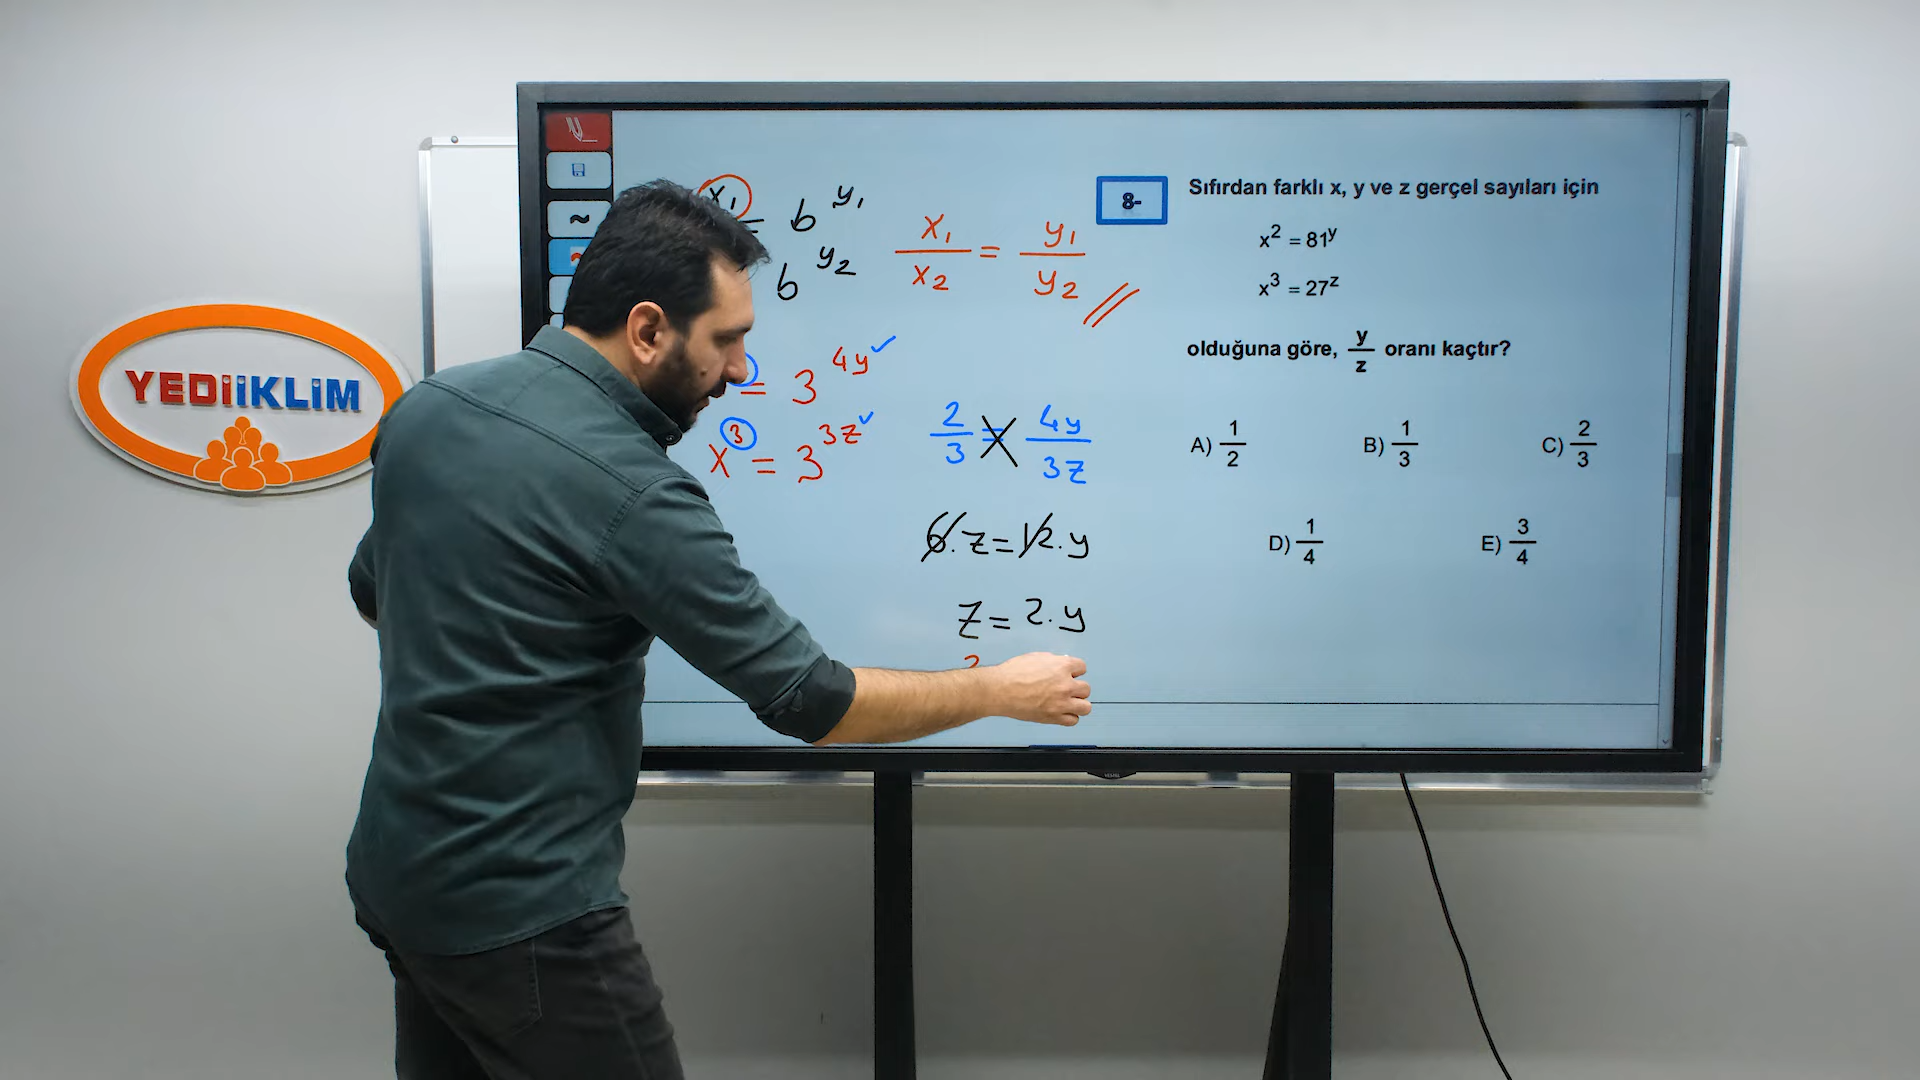 YEDİİKLİM
x₁ = b^y₁
b^y₂
x₁/x₂ = y₁/y₂
= 3^4y
x^3 = 3^3z
2/3 = 4y/3z
6.z=12.y
z=2.y
2
8-
Sıfırdan farklı x, y ve z gerçel sayıları için
x² = 81^y
x³ = 27^z
olduğuna göre, y/z oranı kaçtır?
A) 1/2 B) 1/3 C) 2/3
D) 1/4 E) 3/4